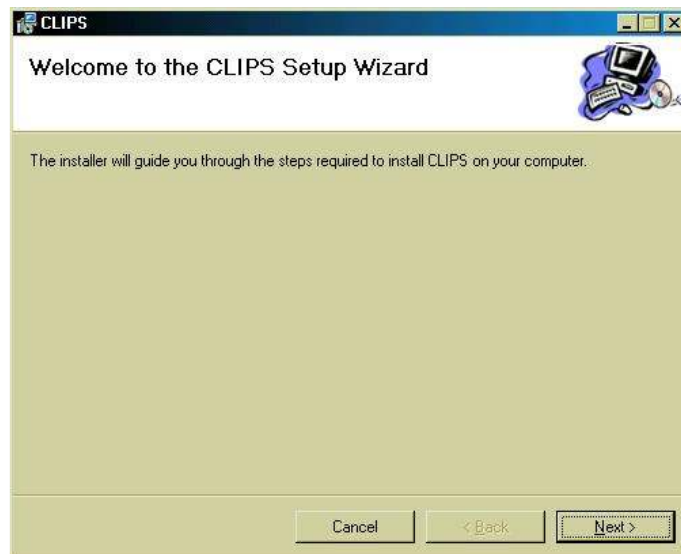 CLIPS
Welcome to the CLIPS Setup Wizard
The installer will guide you through the steps required to install CLIPS on your computer.
Cancel
< Back
Next >